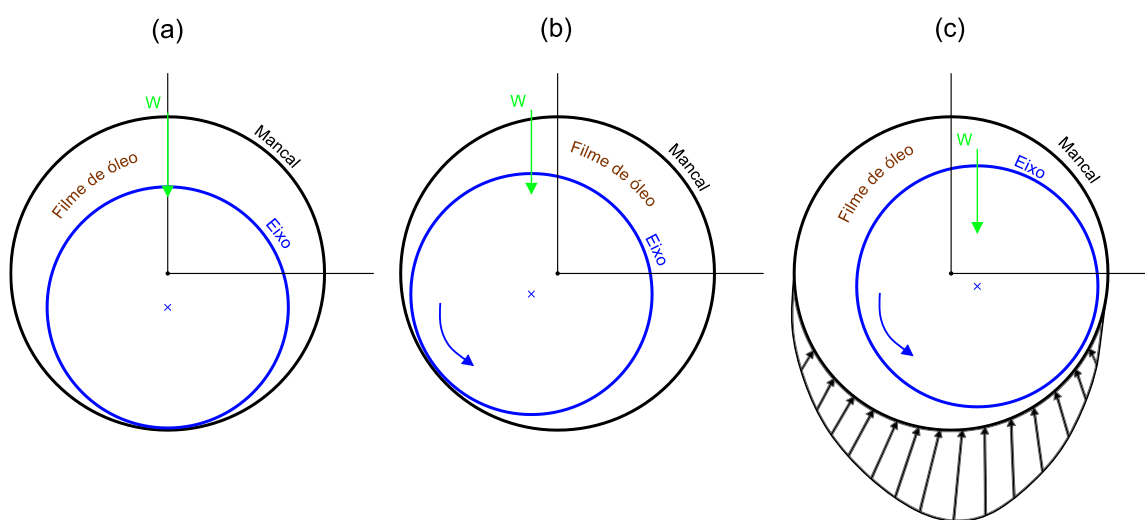 (a)
W
Filme de óleo
Mancal
Eixo
(b)
W
Filme de óleo
Mancal
Eixo
(c)
W
Filme de óleo
Eixo
Mancal